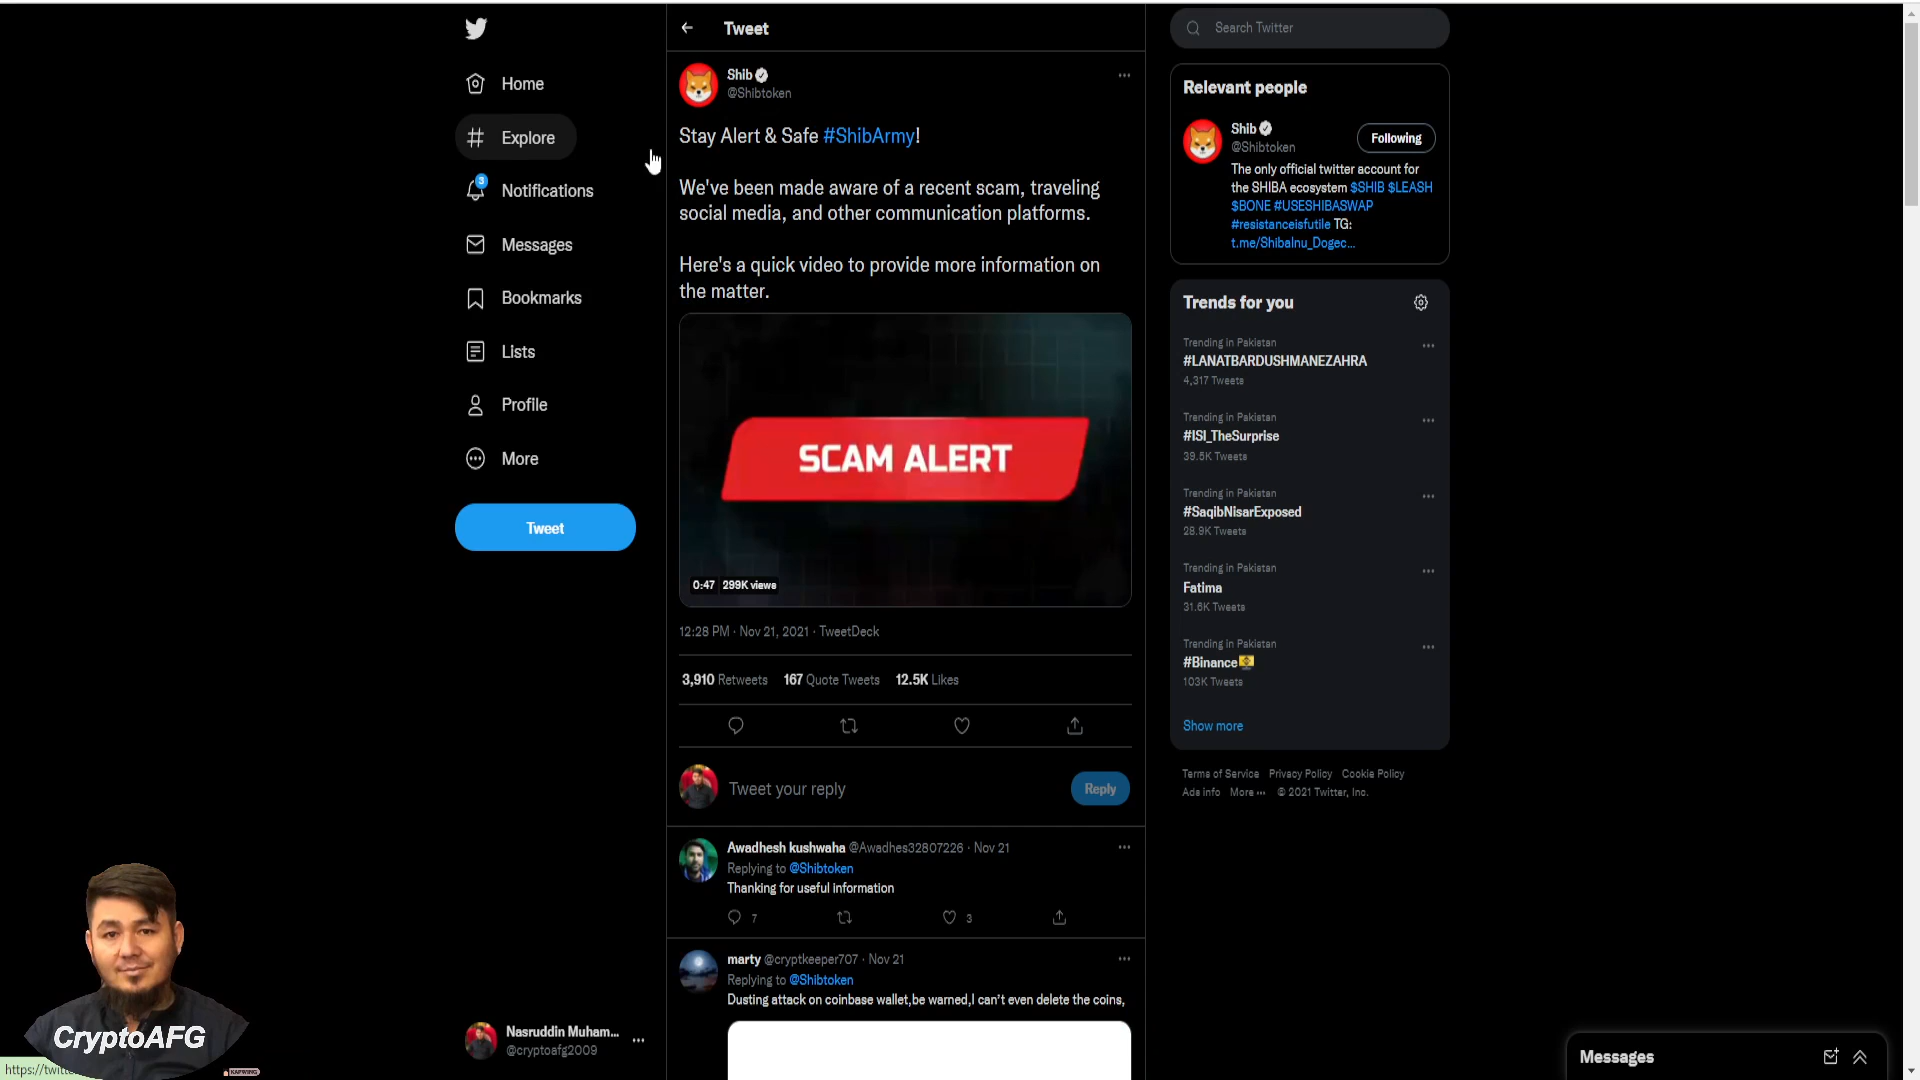 Home
Explore
3
Notifications
Messages
Bookmarks
Lists
Profile
More
Tweet
Nasruddin Muham...
@cryptoafg2009
CryptoAFG
KAPWING
Tweet
Shib
@Shibtoken
Stay Alert & Safe #ShibArmy!
We've been made aware of a recent scam, traveling
social media, and other communication platforms.
Here's a quick video to provide more information on
the matter.
SCAM ALERT
0:47 299K views
12:28 PM · Nov 21, 2021 · TweetDeck
3,910 Retweets 167 Quote Tweets 12.5K Likes
Tweet your reply
Reply
Awadhesh kushwaha @Awadhes32807226 · Nov 21
Replying to @Shibtoken
Thanking for useful information
7 3
marty @cryptkeeper707 · Nov 21
Replying to @Shibtoken
Dusting attack on coinbase wallet,be warned,I can't even delete the coins,
Search Twitter
Relevant people
Shib
@Shibtoken
Following
The only official twitter account for
the SHIBA ecosystem $SHIB $LEASH
$BONE #USESHIBASWAP
#resistanceisfutile TG:
t.me/ShibaInu_Dogec...
Trends for you
Trending in Pakistan
#LANATBARDUSHMANEZAHRA
4,317 Tweets
Trending in Pakistan
#ISI_TheSurprise
39.5K Tweets
Trending in Pakistan
#SaqibNisarExposed
28.9K Tweets
Trending in Pakistan
Fatima
31.6K Tweets
Trending in Pakistan
#Binance
103K Tweets
Show more
Terms of Service Privacy Policy Cookie Policy
Ads info More ··· © 2021 Twitter, Inc.
Messages